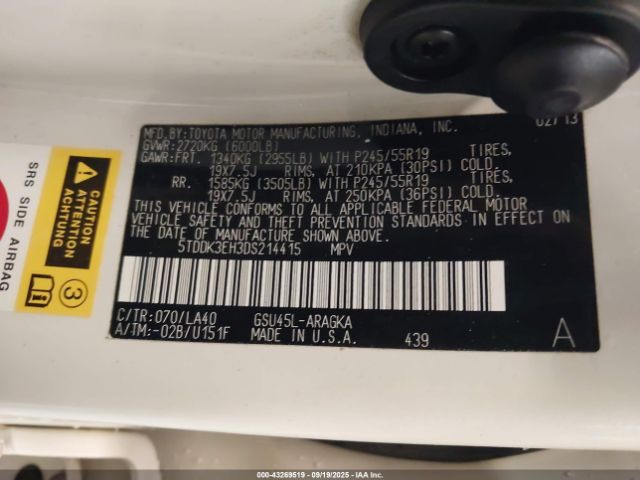 MFD.BY:TOYOTA MOTOR MANUFACTURING, INDIANA, INC. 02/13
GVWR:2720KG (6000LB)
GAWR:FRT. 1340KG (2955LB) WITH P245/55R19 TIRES,
19X7.5J RIMS, AT 210KPA (30PSI) COLD.
RR. 1585KG (3505LB) WITH P245/55R19 TIRES,
19X7.5J RIMS, AT 250KPA (36PSI) COLD.
THIS VEHICLE CONFORMS TO ALL APPLICABLE FEDERAL MOTOR
VEHICLE SAFETY AND THEFT PREVENTION STANDARDS IN EFFECT ON
THE DATE OF MANUFACTURE SHOWN ABOVE.
5TDDK3EH3DS214415 MPV
C/TR:070/LA40 GSU45L-ARAGKA
A/TM:-02B/U151F MADE IN U.S.A. 439 A
SRS SIDE AIRBAG
3
000-43269519 - 09/19/2025 - IAA Inc.